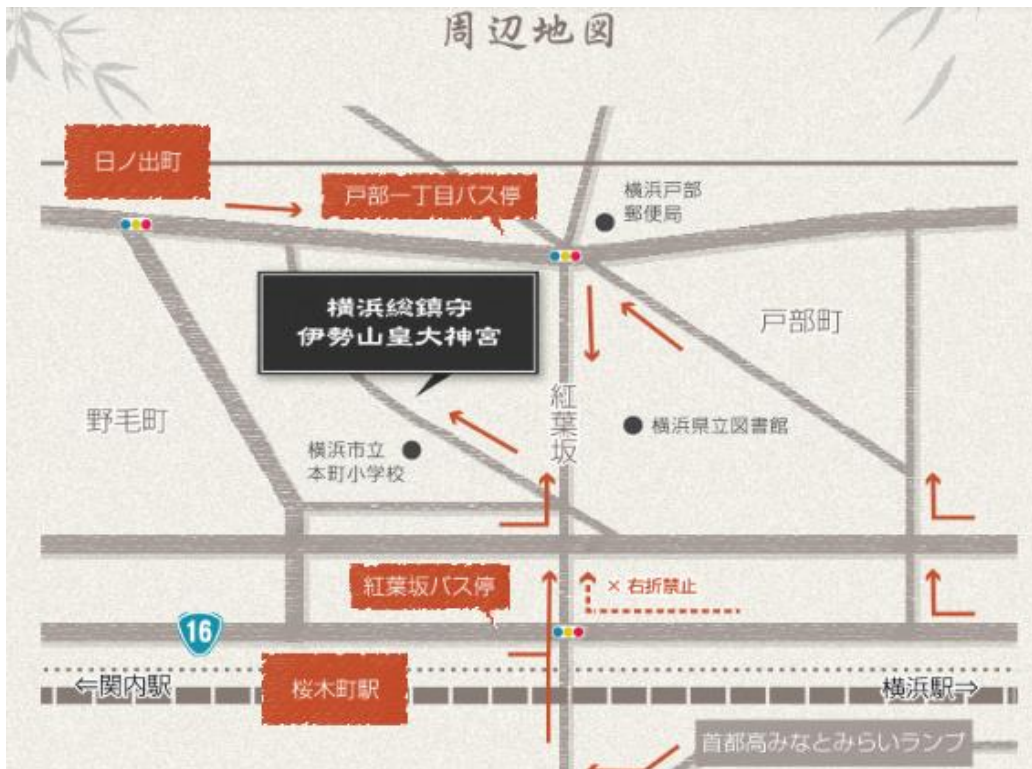 周辺地図
日ノ出町
戸部一丁目バス停
横浜戸部
郵便局
横浜総鎮守
伊勢山皇大神宮
戸部町
野毛町
紅葉坂
横浜県立図書館
横浜市立
本町小学校
紅葉坂バス停
× 右折禁止
16
⇐関内駅
桜木町駅
横浜駅⇒
首都高みなとみらいランプ